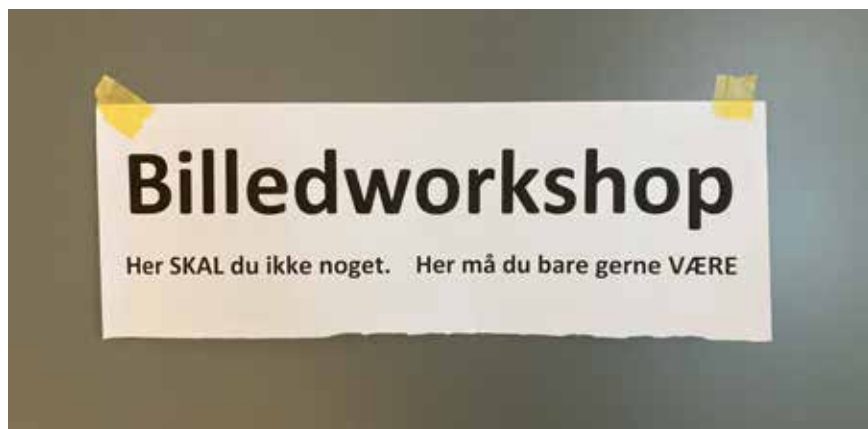 Billedworkshop
Her SKAL du ikke noget. Her må du bare gerne VÆRE